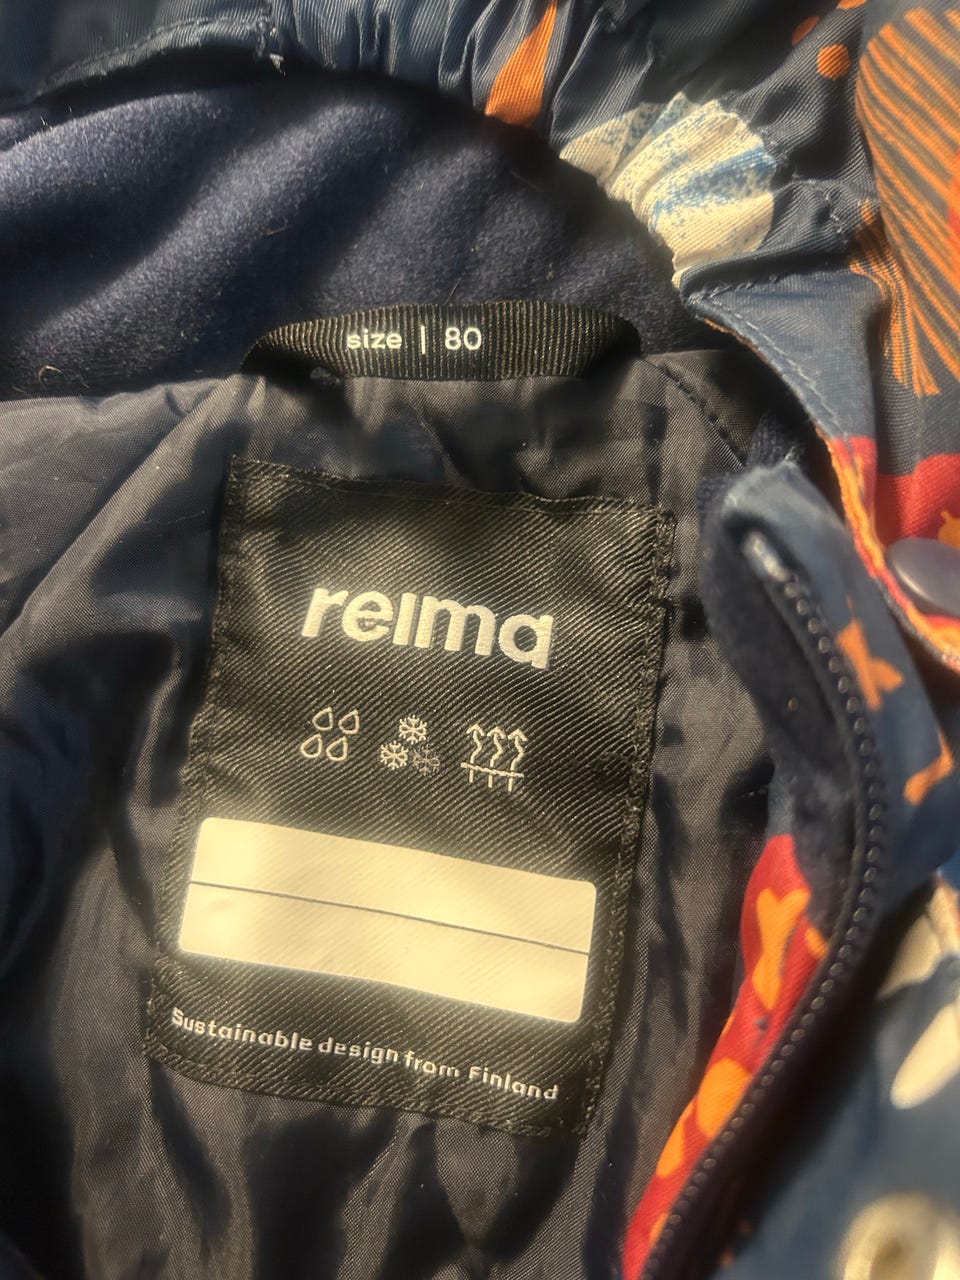 size | 80
reima
Sustainable design from Finland